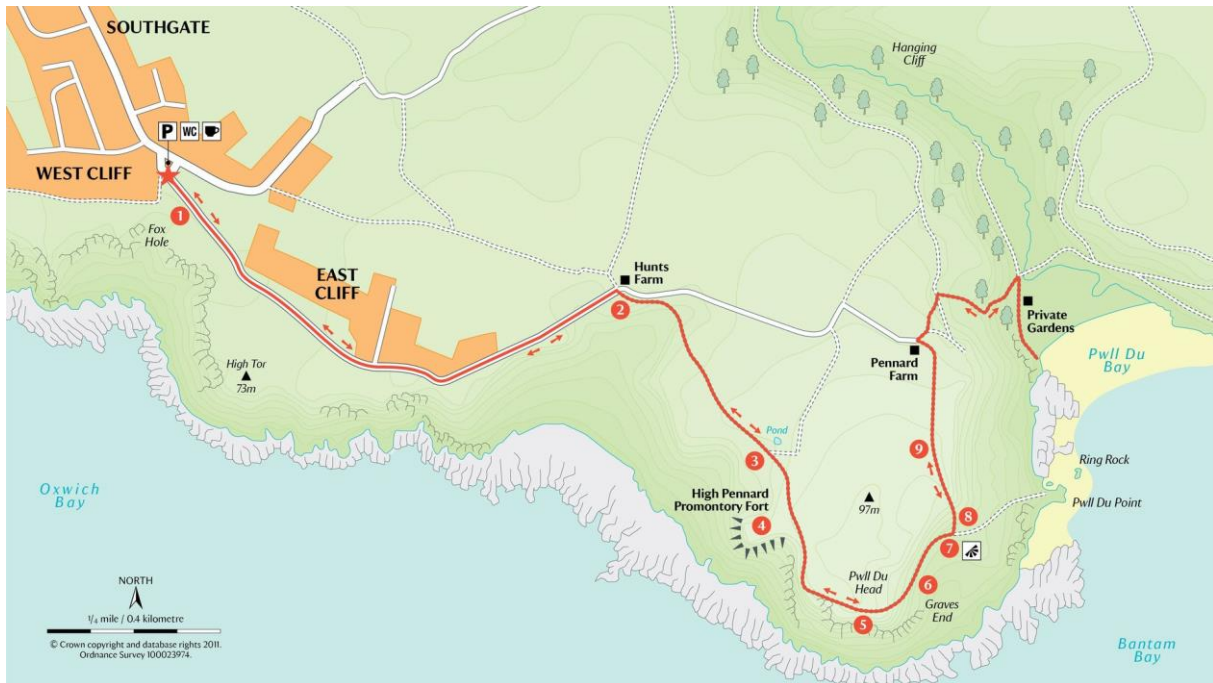 SOUTHGATE
Hanging
Cliff
P WC
WEST CLIFF
1
Fox
Hole
EAST
CLIFF
Hunts
Farm
2
Private
Gardens
Pwll Du
Bay
Pennard
Farm
High Tor
73m
Pond
3
9
Ring Rock
High Pennard
Promontory Fort
4
97m
Pwll Du Point
8
7
Oxwich
Bay
Pwll Du
Head
6
Graves
End
5
NORTH
1/4 mile / 0.4 kilometre
© Crown copyright and database rights 2011.
Ordnance Survey 100023974.
Bantam
Bay